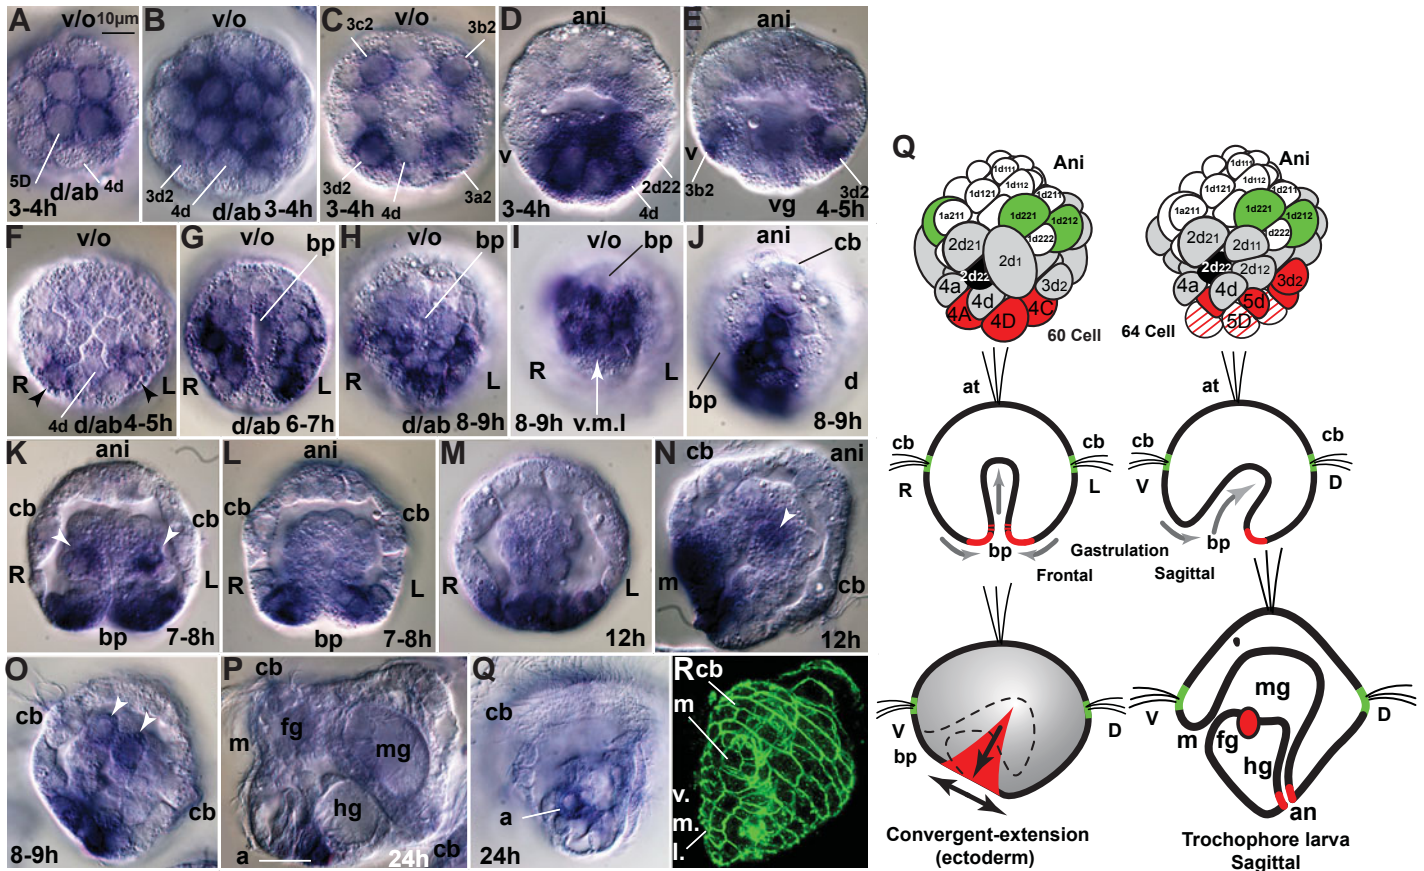 A v/o 10µm
5D 4d
d/ab
3-4h
B v/o
3d2 4d
d/ab 3-4h
C v/o
3c2 3b2
3d2 4d 3a2
3-4h
D ani
v 2d22
3-4h 4d
E ani
v
3b2 3d2
vg 4-5h
F v/o
R L
4d d/ab 4-5h
G v/o bp
R L
d/ab 6-7h
H v/o bp
R L
d/ab 8-9h
I v/o bp
R L
8-9h v.m.l
J ani cb
bp d
8-9h
K ani
cb cb
R L
bp 7-8h
L ani
cb cb
R L
bp 7-8h
M
R L
12h
N cb ani
m cb
12h
O
cb
cb
8-9h
P cb
fg
m mg
hg
a 24h cb
Q
cb
a
24h
R cb
m
v.
m.
l.
Q
Ani
1d111
1d112
1d121
1d211
1a211
1d221
1d212
1d222
2d21
2d1
2d22
4a
4d
3d2
4A
4D
4C
60 Cell
Ani
1d111
1d112
1d121
1d211
1a211
1d221
1d212
1d222
2d21
2d11
2d22
2d12
4a
4d
3d2
5d
5D
64 Cell
at
cb cb
R L
bp
Frontal
at
cb cb
V D
bp
Gastrulation
Sagittal
V D
bp
Convergent-extension
(ectoderm)
V D
mg
m fg
hg
an
Trochophore larva
Sagittal